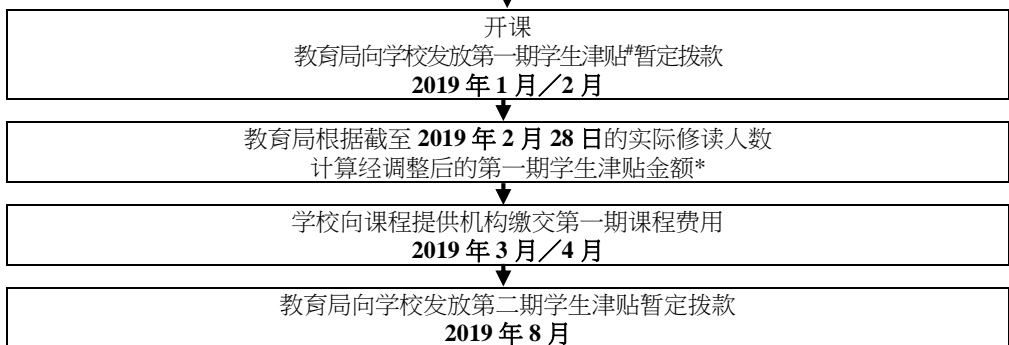 开课
教育局向学校发放第一期学生津贴#暂定拨款
2019 年 1 月／2 月
教育局根据截至 2019 年 2 月 28 日的实际修读人数
计算经调整后的第一期学生津贴金额*
学校向课程提供机构缴交第一期课程费用
2019 年 3 月／4 月
教育局向学校发放第二期学生津贴暂定拨款
2019 年 8 月